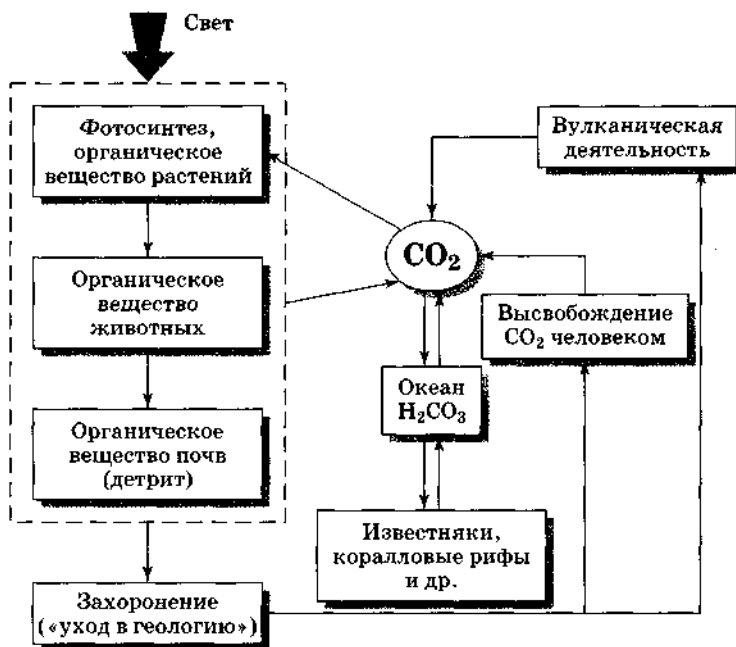 Свет
Фотосинтез,
органическое
вещество растений
Вулканическая
деятельность
CO₂
Органическое
вещество
животных
Высвобождение
CO₂ человеком
Океан
H₂CO₃
Органическое
вещество почв
(детрит)
Известняки,
коралловые рифы
и др.
Захоронение
(«уход в геологию»)